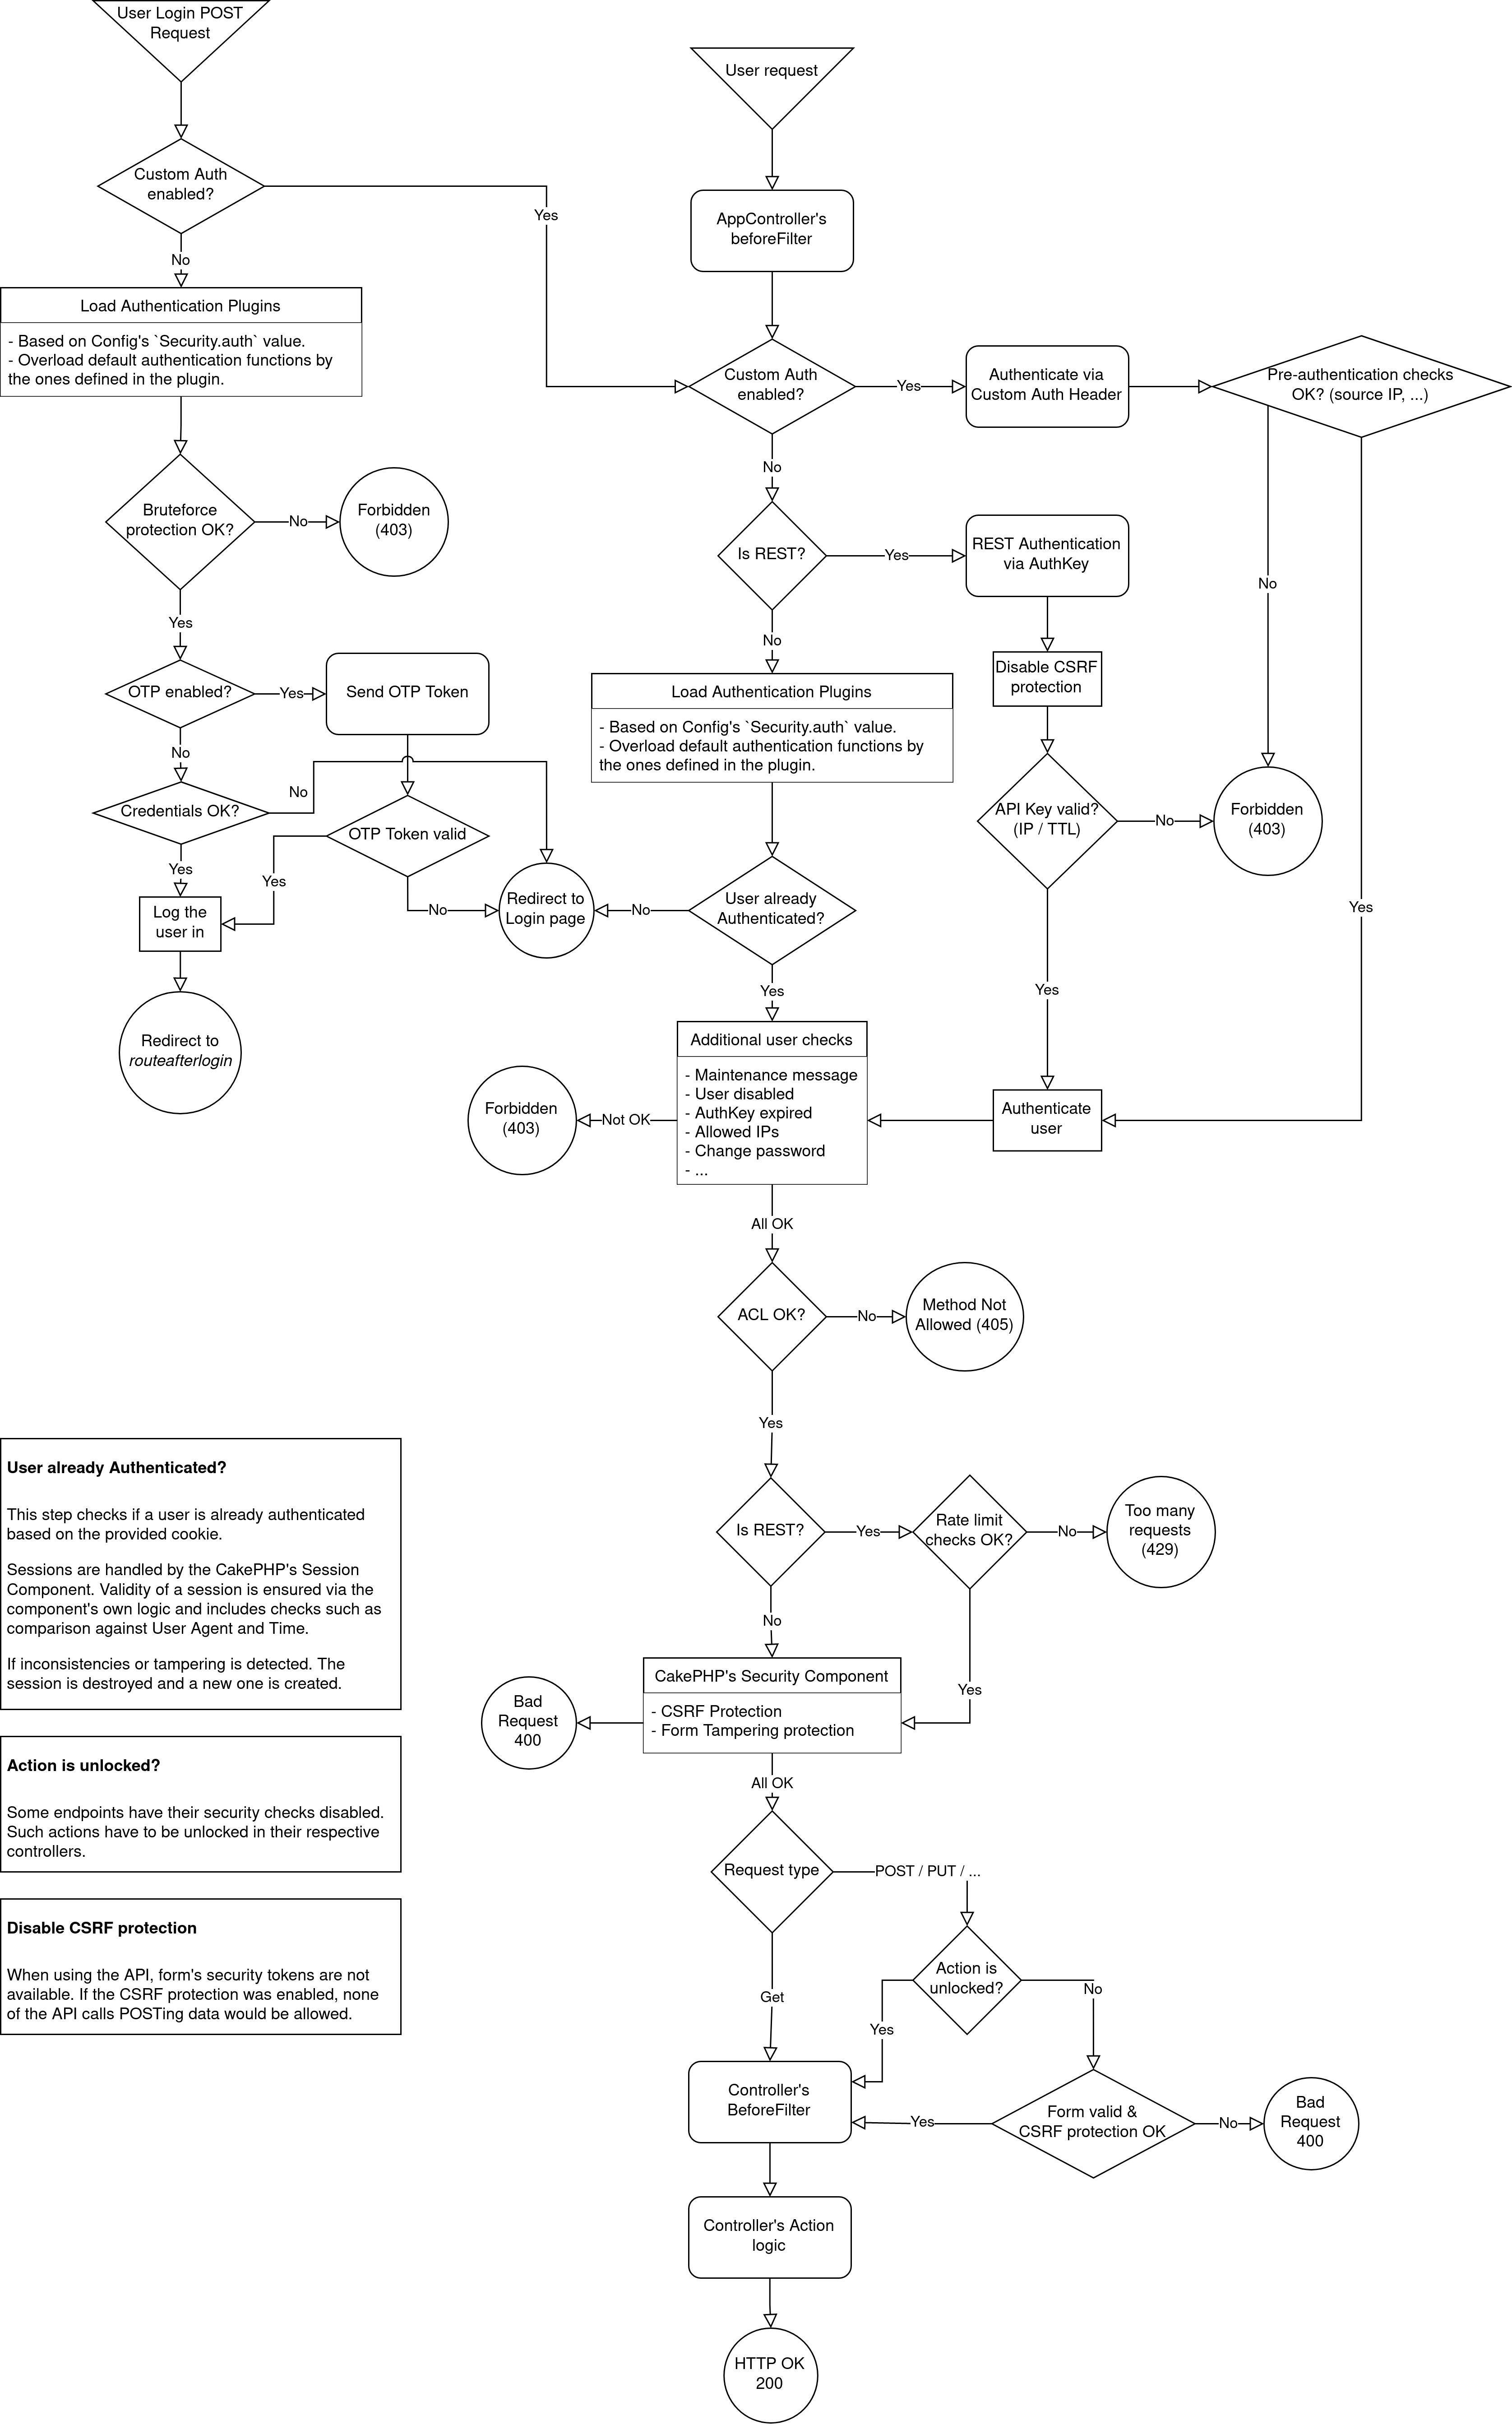 User Login POST
Request
User request
Custom Auth
enabled?
Yes
AppController's
beforeFilter
No
Load Authentication Plugins
- Based on Config's `Security.auth` value.
- Overload default authentication functions by
the ones defined in the plugin.
Custom Auth
enabled?
Yes
Authenticate via
Custom Auth Header
Pre-authentication checks
OK? (source IP, ...)
No
Bruteforce
protection OK?
No
Forbidden
(403)
Is REST?
Yes
REST Authentication
via AuthKey
No
Yes
No
Disable CSRF
protection
OTP enabled?
Yes
Send OTP Token
Load Authentication Plugins
- Based on Config's `Security.auth` value.
- Overload default authentication functions by
the ones defined in the plugin.
No
No
Credentials OK?
OTP Token valid
API Key valid?
(IP / TTL)
No
Forbidden
(403)
Yes
Yes
Log the
user in
No
Redirect to
Login page
No
User already
Authenticated?
Yes
Yes
Yes
Redirect to
routeafterlogin
Additional user checks
- Maintenance message
- User disabled
- AuthKey expired
- Allowed IPs
- Change password
- ...
Forbidden
(403)
Not OK
Authenticate
user
All OK
ACL OK?
No
Method Not
Allowed (405)
Yes
User already Authenticated?
This step checks if a user is already authenticated
based on the provided cookie.
Sessions are handled by the CakePHP's Session
Component. Validity of a session is ensured via the
component's own logic and includes checks such as
comparison against User Agent and Time.
If inconsistencies or tampering is detected. The
session is destroyed and a new one is created.
Is REST?
Yes
Rate limit
checks OK?
No
Too many
requests
(429)
No
Yes
CakePHP's Security Component
- CSRF Protection
- Form Tampering protection
Bad
Request
400
All OK
Action is unlocked?
Some endpoints have their security checks disabled.
Such actions have to be unlocked in their respective
controllers.
Request type
POST / PUT / ...
Disable CSRF protection
When using the API, form's security tokens are not
available. If the CSRF protection was enabled, none
of the API calls POSTing data would be allowed.
Action is
unlocked?
Get
Yes
No
Controller's
BeforeFilter
Yes
Form valid &
CSRF protection OK
No
Bad
Request
400
Controller's Action
logic
HTTP OK
200